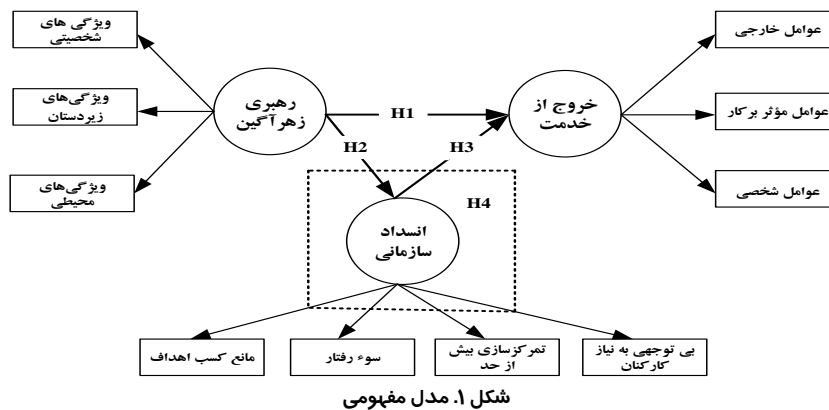 ویژگی های
شخصیتی
ویژگی‌های
زیردستان
ویژگی‌های
محیطی
رهبری
زهرآگین
H1
H2
H3
H4
خروج از
خدمت
عوامل خارجی
عوامل مؤثر برکار
عوامل شخصی
انسداد
سازمانی
مانع کسب اهداف
سوء رفتار
تمرکزسازی بیش
از حد
بی توجهی به نیاز
کارکنان
شکل ۱. مدل مفهومی